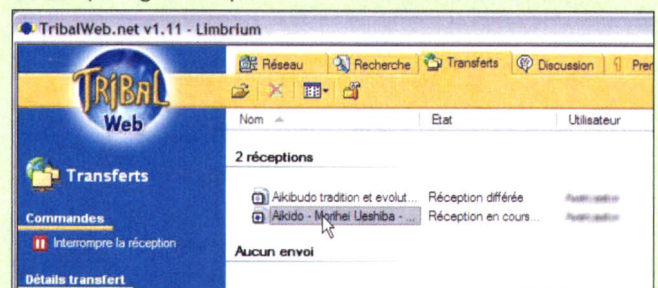 TribalWeb.net v1.11 - Limbrium
Réseau Recherche Transferts Discussion Pren
TRIBAL
Web
Nom Etat Utilisateur
2 réceptions
Transferts
Aikibudo tradition et evolut... Réception différée
Aikido - Morihei Ueshiba - ... Réception en cours...
Commandes
Interrompre la réception
Aucun envoi
Détails transfert